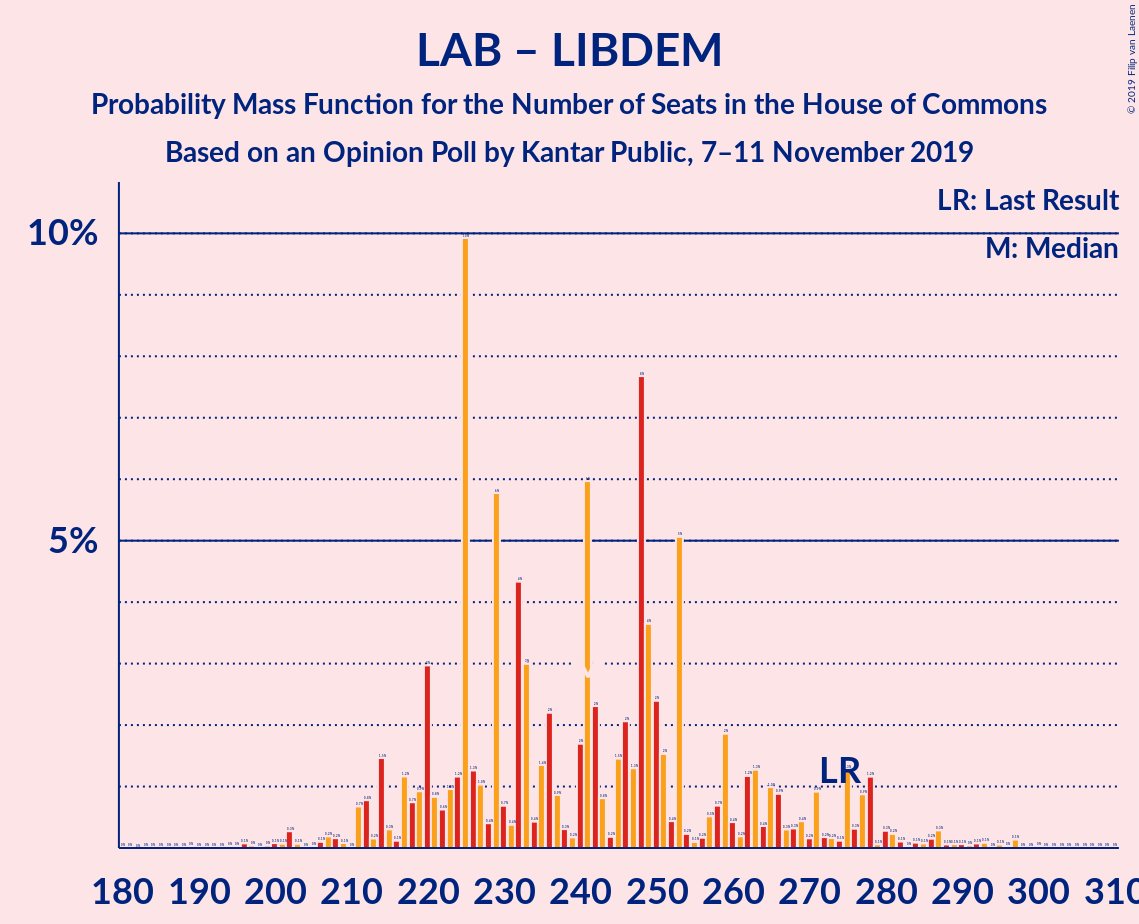 LAB – LIBDEM
Probability Mass Function for the Number of Seats in the House of Commons
Based on an Opinion Poll by Kantar Public, 7–11 November 2019
© 2019 Filip van Laenen
LR: Last Result
M: Median
10%
5%
LR
180 190 200 210 220 230 240 250 260 270 280 290 300 310